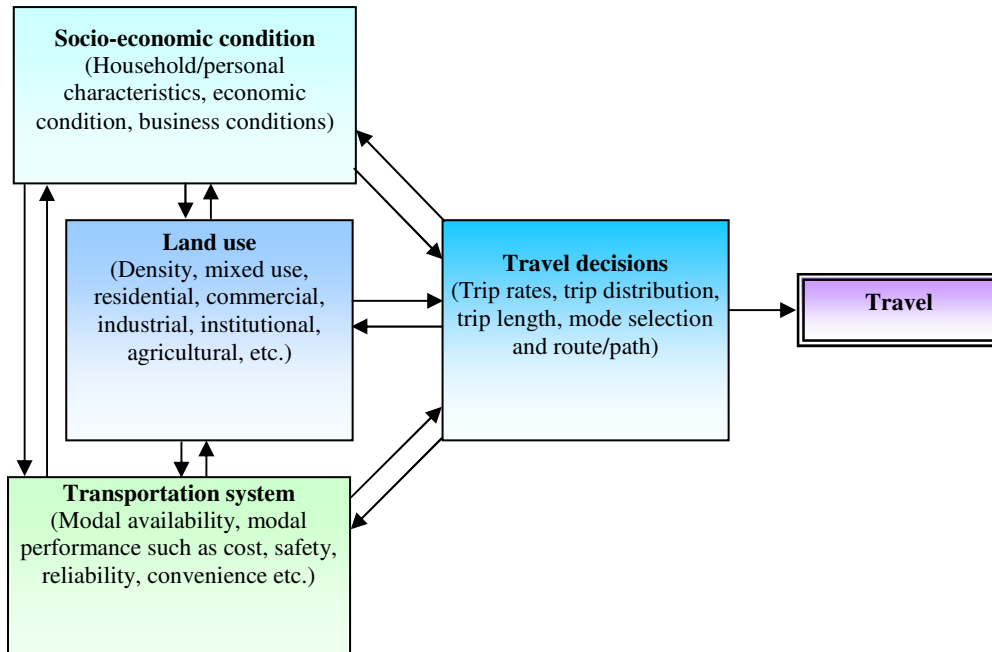 Socio-economic condition
(Household/personal
characteristics, economic
condition, business conditions)
Land use
(Density, mixed use,
residential, commercial,
industrial, institutional,
agricultural, etc.)
Transportation system
(Modal availability, modal
performance such as cost, safety,
reliability, convenience etc.)
Travel decisions
(Trip rates, trip distribution,
trip length, mode selection
and route/path)
Travel